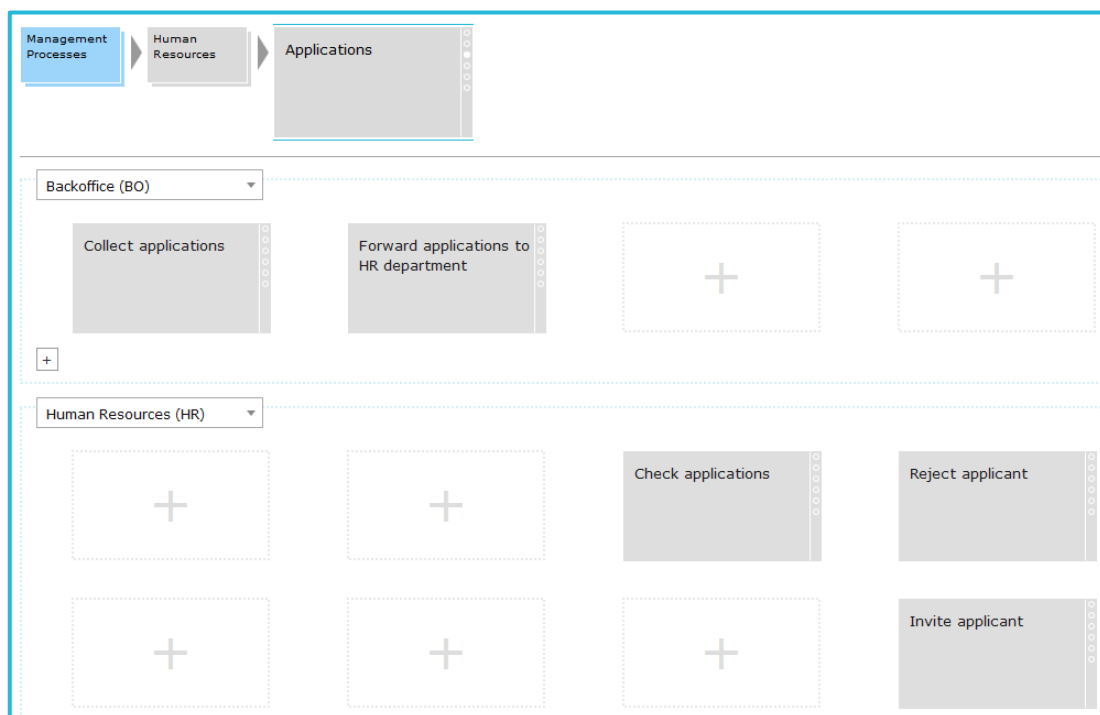 Management
Processes
Human
Resources
Applications
Backoffice (BO)
Collect applications
Forward applications to
HR department
+
Human Resources (HR)
Check applications
Reject applicant
Invite applicant